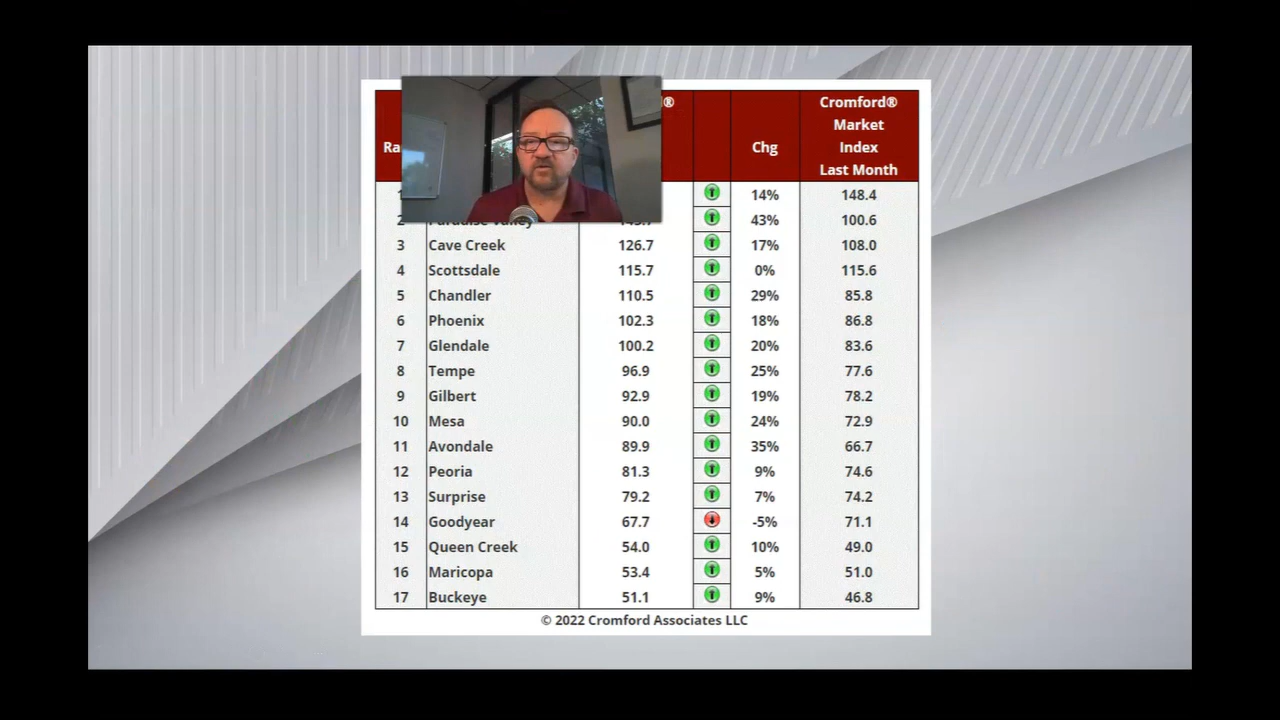 ® Cromford®
Market
Ra Chg Index
Last Month
1 14% 148.4
2 Paradise Valley 143.7 43% 100.6
3 Cave Creek 126.7 17% 108.0
4 Scottsdale 115.7 0% 115.6
5 Chandler 110.5 29% 85.8
6 Phoenix 102.3 18% 86.8
7 Glendale 100.2 20% 83.6
8 Tempe 96.9 25% 77.6
9 Gilbert 92.9 19% 78.2
10 Mesa 90.0 24% 72.9
11 Avondale 89.9 35% 66.7
12 Peoria 81.3 9% 74.6
13 Surprise 79.2 7% 74.2
14 Goodyear 67.7 -5% 71.1
15 Queen Creek 54.0 10% 49.0
16 Maricopa 53.4 5% 51.0
17 Buckeye 51.1 9% 46.8
© 2022 Cromford Associates LLC